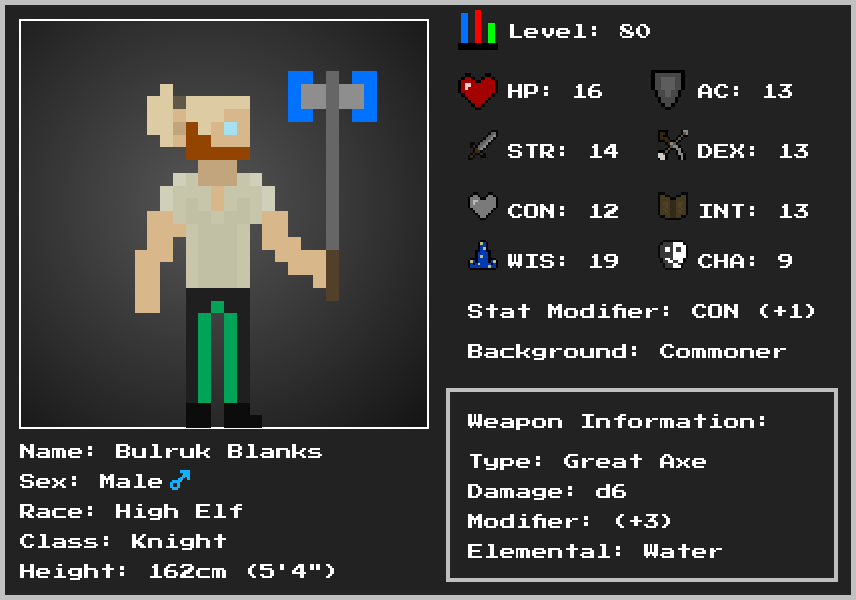 Level: 80
HP: 16
AC: 13
STR: 14
DEX: 13
CON: 12
INT: 13
WIS: 19
CHA: 9
Stat Modifier: CON (+1)
Background: Commoner
Weapon Information:
Type: Great Axe
Damage: d6
Modifier: (+3)
Elemental: Water
Name: Bulruk Blanks
Sex: Male♂
Race: High Elf
Class: Knight
Height: 162cm (5'4")